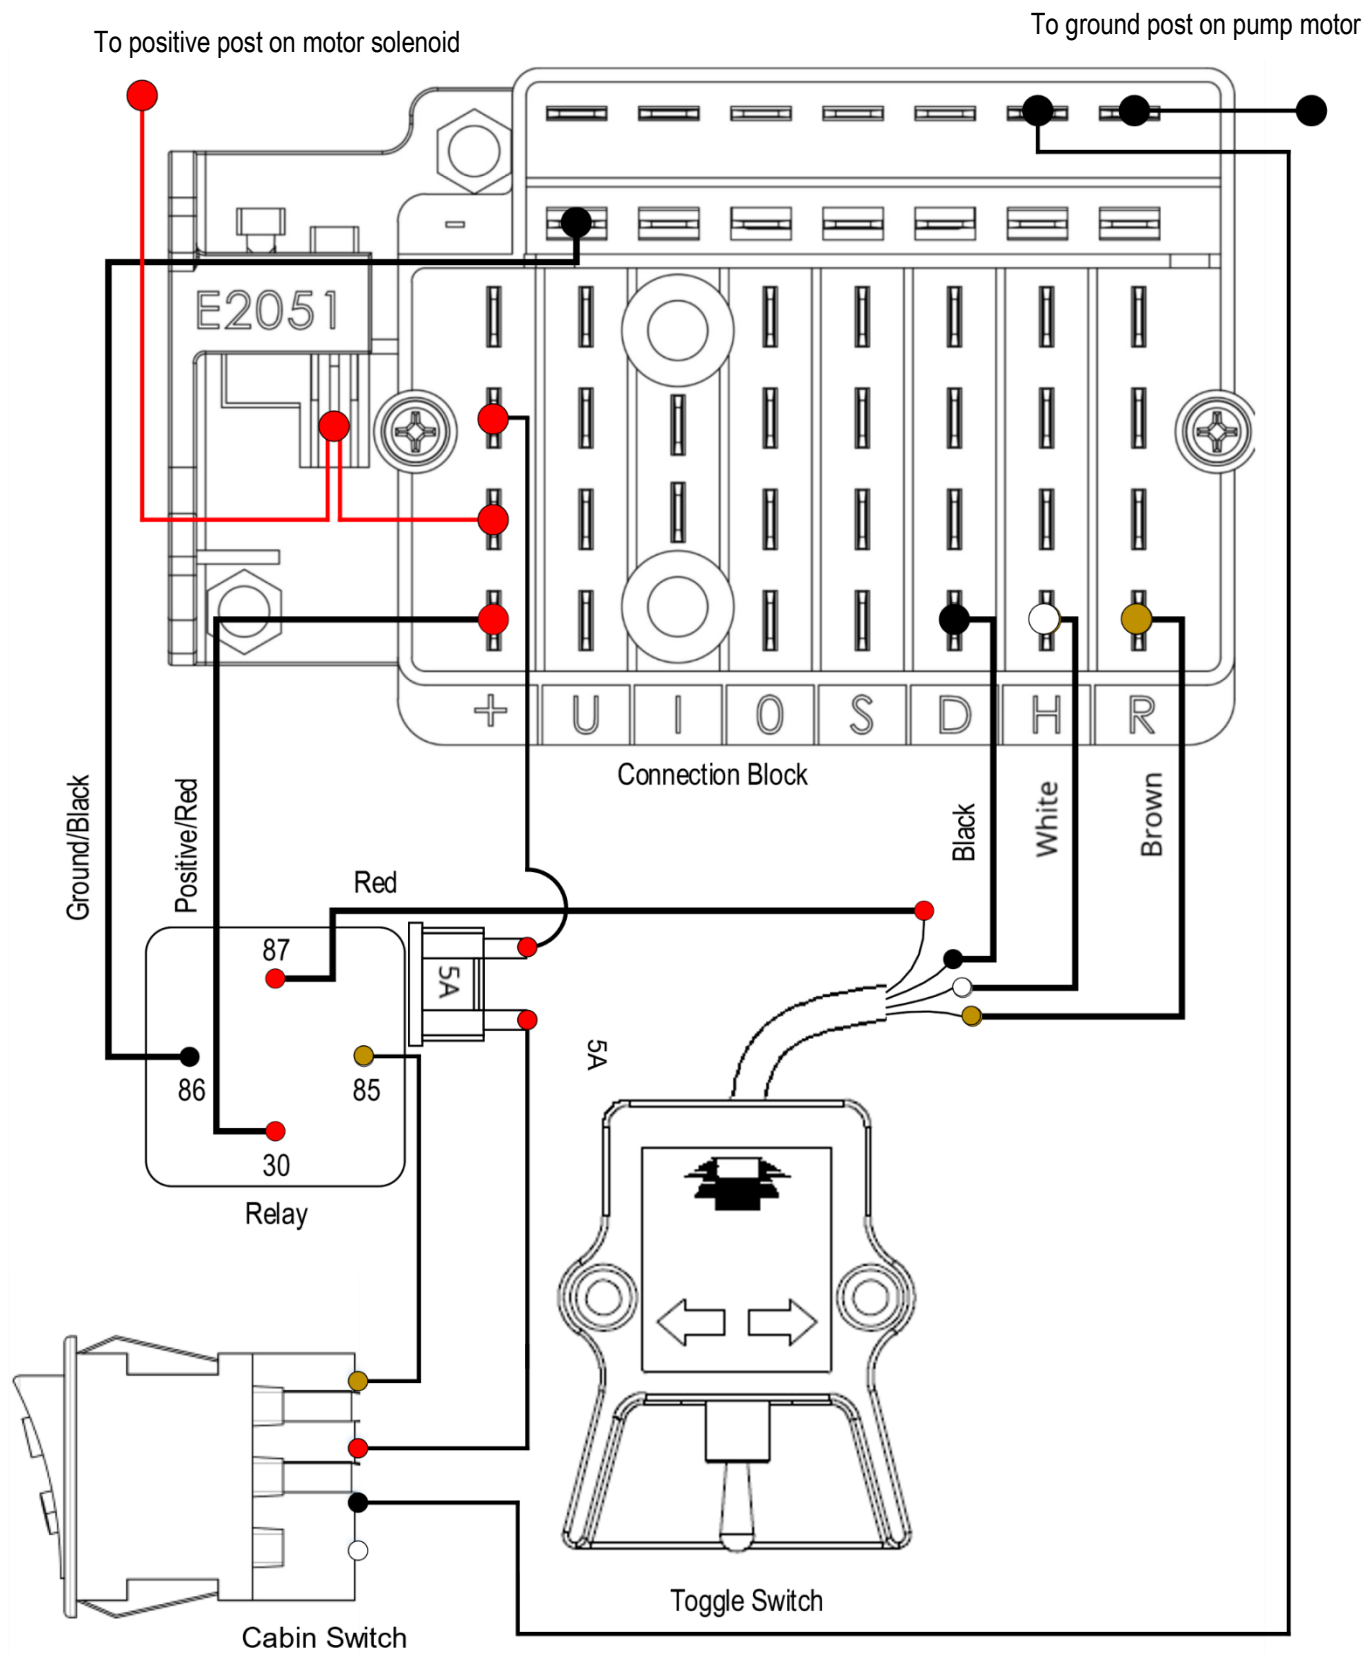 To positive post on motor solenoid
To ground post on pump motor
-
E2051
+ U I 0 S D H R
Connection Block
Ground/Black
Positive/Red
Black
White
Brown
Red
87
5A
86
85
5A
30
Relay
Toggle Switch
Cabin Switch